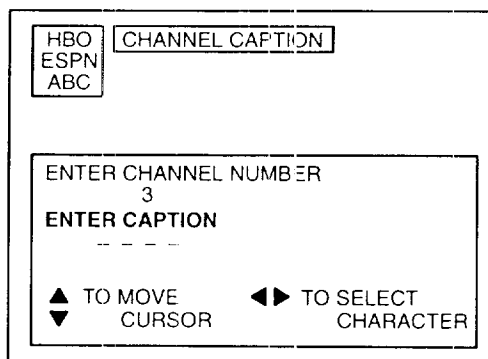 HBO
ESPN
ABC
CHANNEL CAPTION
ENTER CHANNEL NUMBER
3
ENTER CAPTION
_ _ _ _
▲ TO MOVE ◀▶ TO SELECT
▼ CURSOR CHARACTER